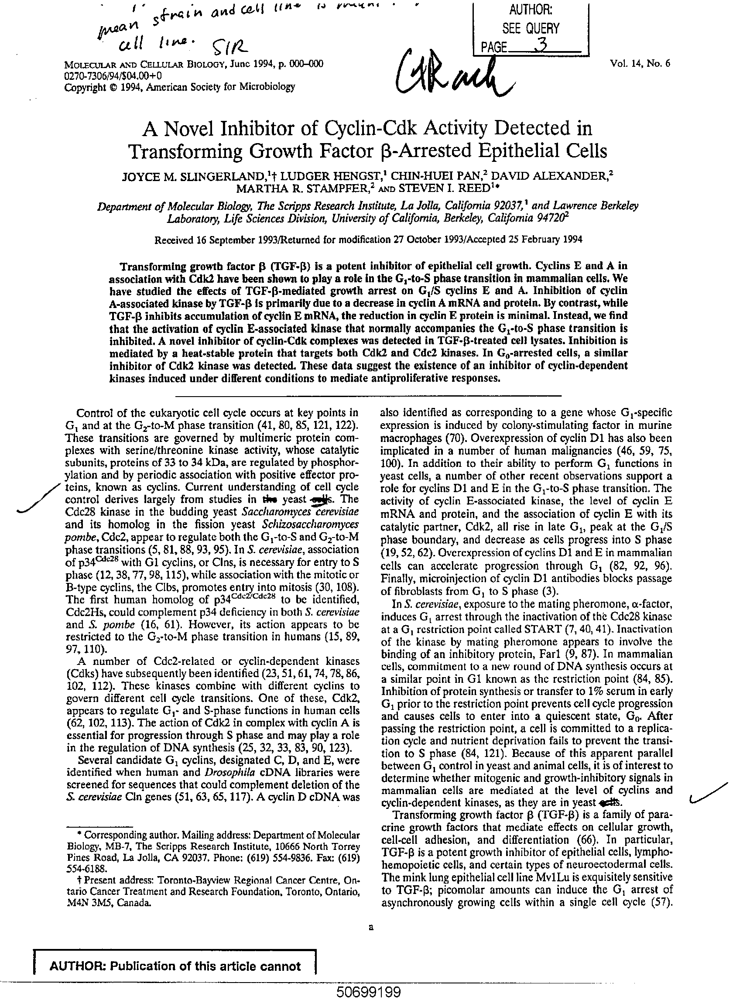 mean strain and cell line is
cell line. SIR
AUTHOR:
SEE QUERY
PAGE 3
MOLECULAR AND CELLULAR BIOLOGY, June 1994, p. 000–000
0270-7306/94/$04.00+0
Copyright © 1994, American Society for Microbiology
Vol. 14, No. 6
A Novel Inhibitor of Cyclin-Cdk Activity Detected in
Transforming Growth Factor β-Arrested Epithelial Cells
JOYCE M. SLINGERLAND,¹† LUDGER HENGST,¹ CHIN-HUEI PAN,² DAVID ALEXANDER,²
MARTHA R. STAMPFER,² AND STEVEN I. REED¹*
Department of Molecular Biology, The Scripps Research Institute, La Jolla, California 92037,¹ and Lawrence Berkeley
Laboratory, Life Sciences Division, University of California, Berkeley, California 94720²
Received 16 September 1993/Returned for modification 27 October 1993/Accepted 25 February 1994
Transforming growth factor β (TGF-β) is a potent inhibitor of epithelial cell growth. Cyclins E and A in
association with Cdk2 have been shown to play a role in the G₁-to-S phase transition in mammalian cells. We
have studied the effects of TGF-β-mediated growth arrest on G₁/S cyclins E and A. Inhibition of cyclin
A-associated kinase by TGF-β is primarily due to a decrease in cyclin A mRNA and protein. By contrast, while
TGF-β inhibits accumulation of cyclin E mRNA, the reduction in cyclin E protein is minimal. Instead, we find
that the activation of cyclin E-associated kinase that normally accompanies the G₁-to-S phase transition is
inhibited. A novel inhibitor of cyclin-Cdk complexes was detected in TGF-β-treated cell lysates. Inhibition is
mediated by a heat-stable protein that targets both Cdk2 and Cdc2 kinases. In G₀-arrested cells, a similar
inhibitor of Cdk2 kinase was detected. These data suggest the existence of an inhibitor of cyclin-dependent
kinases induced under different conditions to mediate antiproliferative responses.
Control of the eukaryotic cell cycle occurs at key points in
G₁ and at the G₂-to-M phase transition (41, 80, 85, 121, 122).
These transitions are governed by multimeric protein com-
plexes with serine/threonine kinase activity, whose catalytic
subunits, proteins of 33 to 34 kDa, are regulated by phosphor-
ylation and by periodic association with positive effector pro-
teins, known as cyclins. Current understanding of cell cycle
control derives largely from studies in the yeast cells. The
Cdc28 kinase in the budding yeast Saccharomyces cerevisiae
and its homolog in the fission yeast Schizosaccharomyces
pombe, Cdc2, appear to regulate both the G₁-to-S and G₂-to-M
phase transitions (5, 81, 88, 93, 95). In S. cerevisiae, association
of p34Cdc28 with G1 cyclins, or Clns, is necessary for entry to S
phase (12, 38, 77, 98, 115), while association with the mitotic or
B-type cyclins, the Clbs, promotes entry into mitosis (30, 108).
The first human homolog of p34Cdc2/Cdc28 to be identified,
Cdc2Hs, could complement p34 deficiency in both S. cerevisiae
and S. pombe (16, 61). However, its action appears to be
restricted to the G₂-to-M phase transition in humans (15, 89,
97, 110).
A number of Cdc2-related or cyclin-dependent kinases
(Cdks) have subsequently been identified (23, 51, 61, 74, 78, 86,
102, 112). These kinases combine with different cyclins to
govern different cell cycle transitions. One of these, Cdk2,
appears to regulate G₁- and S-phase functions in human cells
(62, 102, 113). The action of Cdk2 in complex with cyclin A is
essential for progression through S phase and may play a role
in the regulation of DNA synthesis (25, 32, 33, 83, 90, 123).
Several candidate G₁ cyclins, designated C, D, and E, were
identified when human and Drosophila cDNA libraries were
screened for sequences that could complement deletion of the
S. cerevisiae Cln genes (51, 63, 65, 117). A cyclin D cDNA was
* Corresponding author. Mailing address: Department of Molecular
Biology, MB-7, The Scripps Research Institute, 10666 North Torrey
Pines Road, La Jolla, CA 92037. Phone: (619) 554-9836. Fax: (619)
554-6188.
† Present address: Toronto-Bayview Regional Cancer Centre, On-
tario Cancer Treatment and Research Foundation, Toronto, Ontario,
M4N 3M5, Canada.
also identified as corresponding to a gene whose G₁-specific
expression is induced by colony-stimulating factor in murine
macrophages (70). Overexpression of cyclin D1 has also been
implicated in a number of human malignancies (46, 59, 75,
100). In addition to their ability to perform G₁ functions in
yeast cells, a number of other recent observations support a
role for cyclins D1 and E in the G₁-to-S phase transition. The
activity of cyclin E-associated kinase, the level of cyclin E
mRNA and protein, and the association of cyclin E with its
catalytic partner, Cdk2, all rise in late G₁, peak at the G₁/S
phase boundary, and decrease as cells progress into S phase
(19, 52, 62). Overexpression of cyclins D1 and E in mammalian
cells can accelerate progression through G₁ (82, 92, 96).
Finally, microinjection of cyclin D1 antibodies blocks passage
of fibroblasts from G₁ to S phase (3).
In S. cerevisiae, exposure to the mating pheromone, α-factor,
induces G₁ arrest through the inactivation of the Cdc28 kinase
at a G₁ restriction point called START (7, 40, 41). Inactivation
of the kinase by mating pheromone appears to involve the
binding of an inhibitory protein, Far1 (9, 87). In mammalian
cells, commitment to a new round of DNA synthesis occurs at
a similar point in G1 known as the restriction point (84, 85).
Inhibition of protein synthesis or transfer to 1% serum in early
G₁ prior to the restriction point prevents cell cycle progression
and causes cells to enter into a quiescent state, G₀. After
passing the restriction point, a cell is committed to a replica-
tion cycle and nutrient deprivation fails to prevent the transi-
tion to S phase (84, 121). Because of this apparent parallel
between G₁ control in yeast and animal cells, it is of interest to
determine whether mitogenic and growth-inhibitory signals in
mammalian cells are mediated at the level of cyclins and
cyclin-dependent kinases, as they are in yeast cells.
Transforming growth factor β (TGF-β) is a family of para-
crine growth factors that mediate effects on cellular growth,
cell-cell adhesion, and differentiation (66). In particular,
TGF-β is a potent growth inhibitor of epithelial cells, lympho-
hemopoietic cells, and certain types of neuroectodermal cells.
The mink lung epithelial cell line Mv1Lu is exquisitely sensitive
to TGF-β; picomolar amounts can induce the G₁ arrest of
asynchronously growing cells within a single cell cycle (57).
a
AUTHOR: Publication of this article cannot
50699199